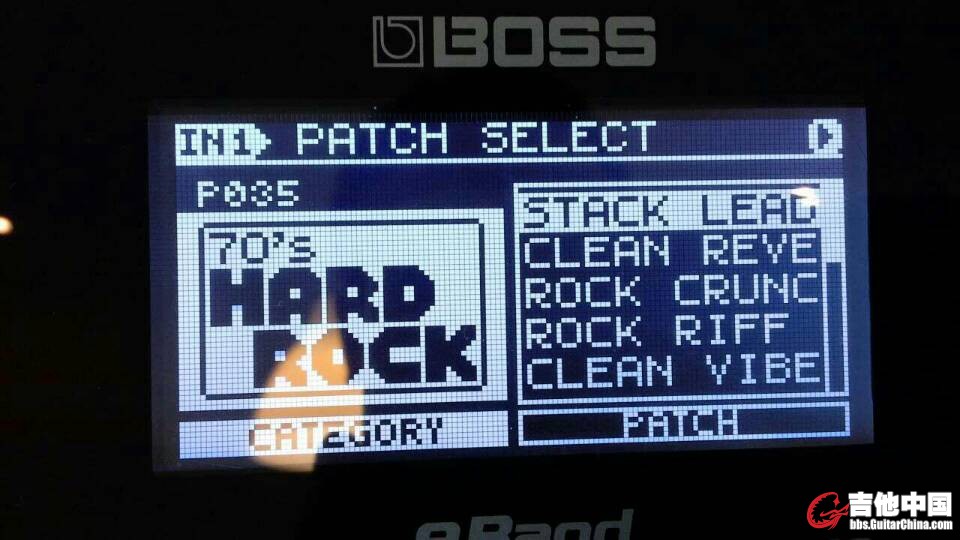 BOSS
IN1 PATCH SELECT
P035
70's
HARD
ROCK
CATEGORY
STACK LEAD
CLEAN REVE
ROCK CRUNC
ROCK RIFF
CLEAN VIBE
PATCH
eBand
吉他中国
bbs.GuitarChina.com